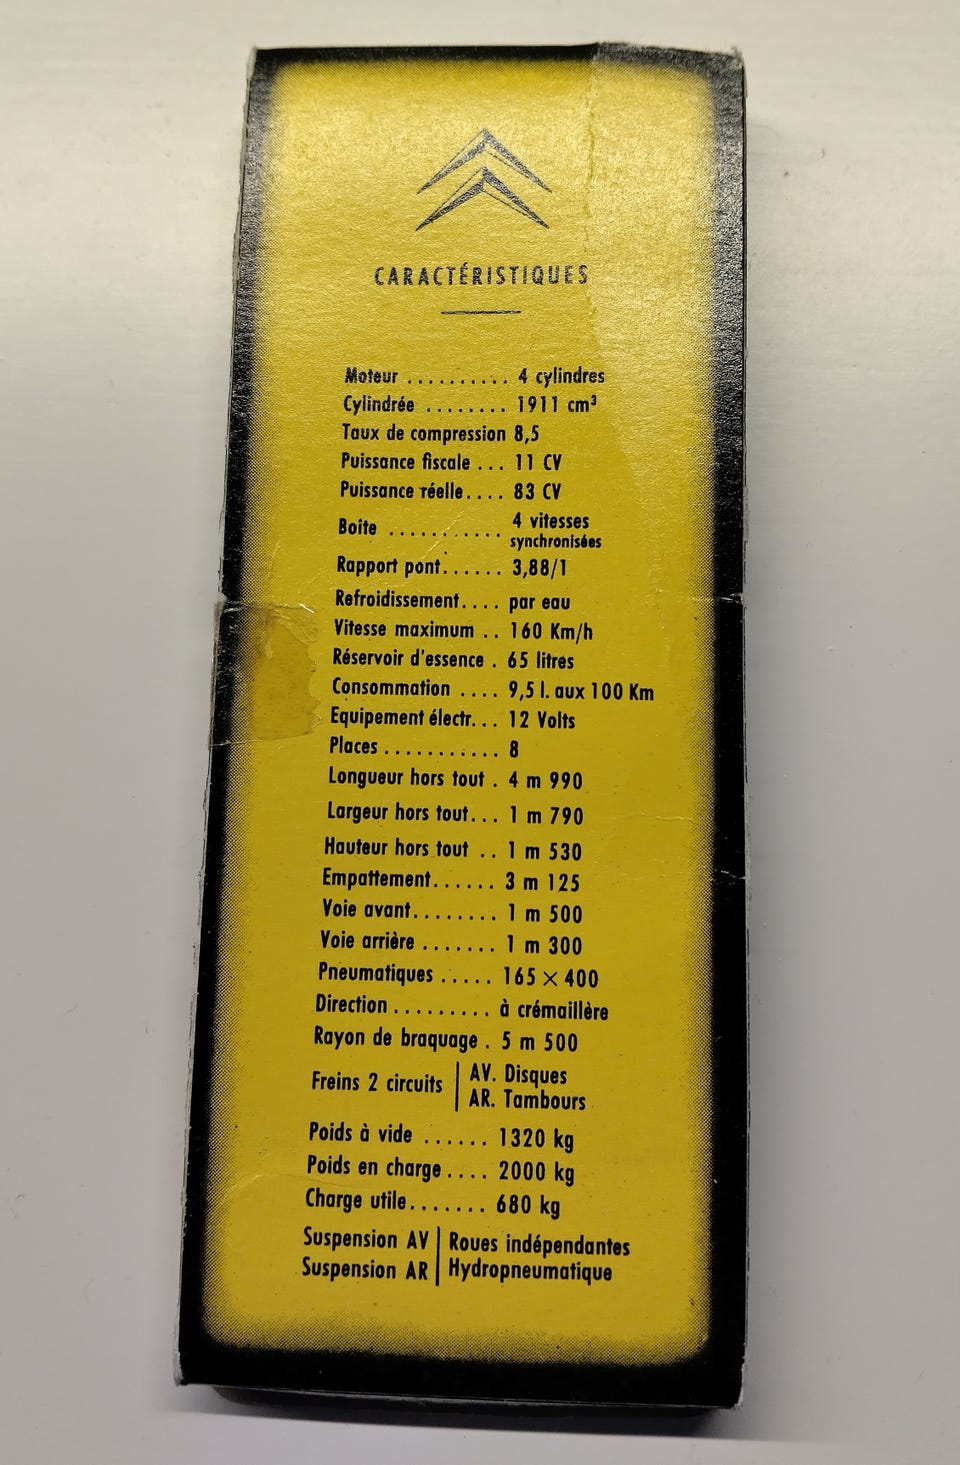 CARACTÉRISTIQUES
Moteur .......... 4 cylindres
Cylindrée ........ 1911 cm³
Taux de compression 8,5
Puissance fiscale ... 11 CV
Puissance réelle.... 83 CV
Boîte ........... 4 vitesses
synchronisées
Rapport pont...... 3,88/1
Refroidissement.... par eau
Vitesse maximum .. 160 Km/h
Réservoir d'essence . 65 litres
Consommation .... 9,5 l. aux 100 Km
Equipement électr... 12 Volts
Places ........... 8
Longueur hors tout . 4 m 990
Largeur hors tout... 1 m 790
Hauteur hors tout .. 1 m 530
Empattement...... 3 m 125
Voie avant........ 1 m 500
Voie arrière ....... 1 m 300
Pneumatiques ..... 165 × 400
Direction ......... à crémaillère
Rayon de braquage . 5 m 500
Freins 2 circuits | AV. Disques
AR. Tambours
Poids à vide ...... 1320 kg
Poids en charge .... 2000 kg
Charge utile....... 680 kg
Suspension AV | Roues indépendantes
Suspension AR | Hydropneumatique